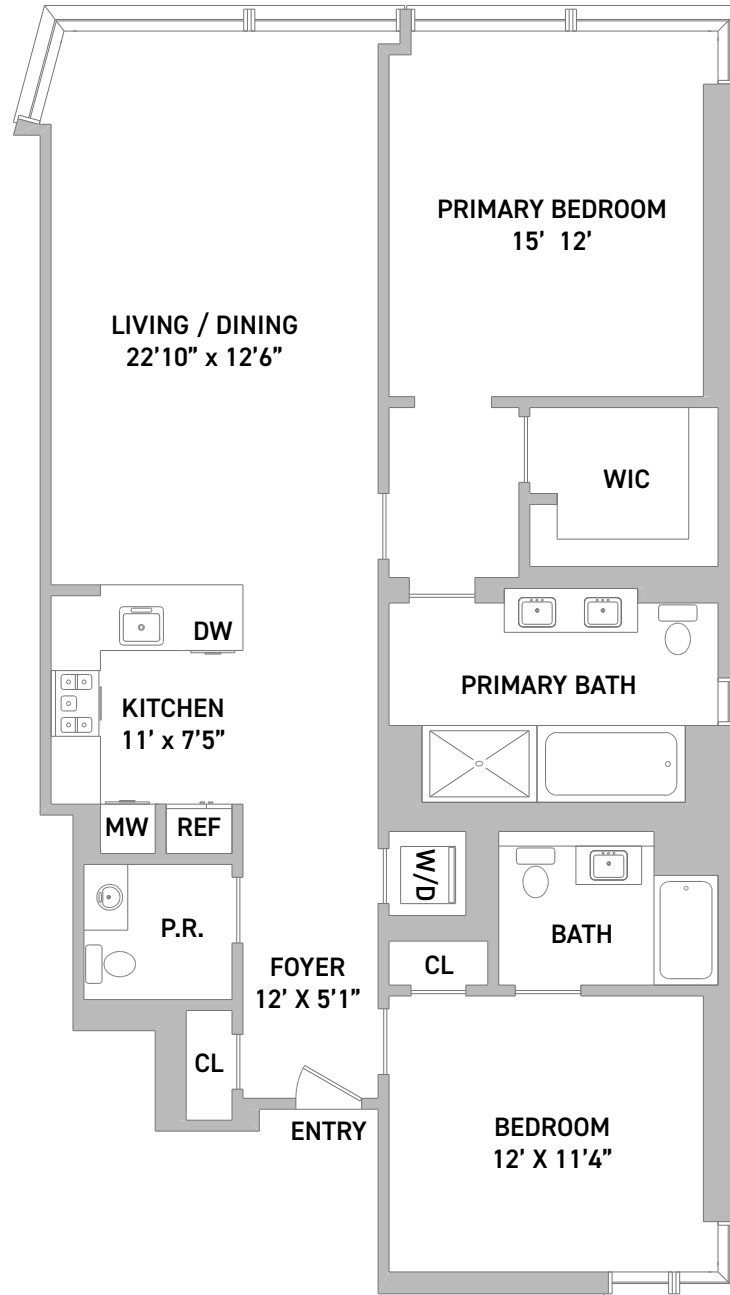 PRIMARY BEDROOM
15' 12'
LIVING / DINING
22'10” x 12’6”
WIC
DW
KITCHEN
11’ x 7’5”
PRIMARY BATH
MW
REF
W/D
P.R.
BATH
CL
FOYER
12’ X 5’1”
CL
ENTRY
BEDROOM
12’ X 11’4”